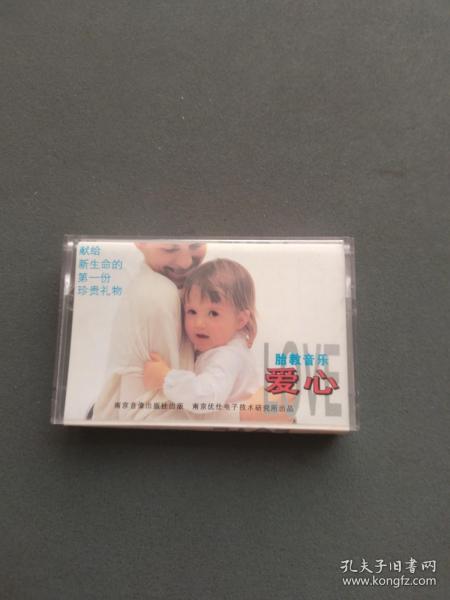 献给
新生命的
第一份
珍贵礼物
胎教音乐
LOVE
爱心
南京音像出版社出版 南京优仕电子技术研究所出品
孔夫子旧书网
www.kongfz.com